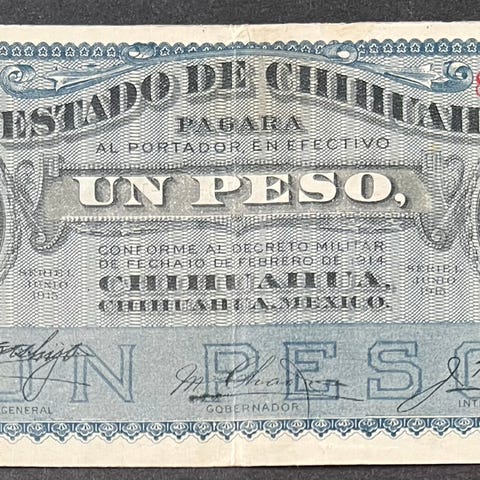 ESTADO DE CHIHUAH
PAGARA
AL PORTADOR, EN EFECTIVO
UN PESO,
CONFORME AL DECRETO MILITAR
DE FECHA 10 DE FEBRERO DE 1914
CHIHUAHUA,
CHIHUAHUA, MEXICO.
SERIE L
JUNIO
1915
SERIE L
JUNIO
1915
UN PESO
GENERAL
GOBERNADOR
INT